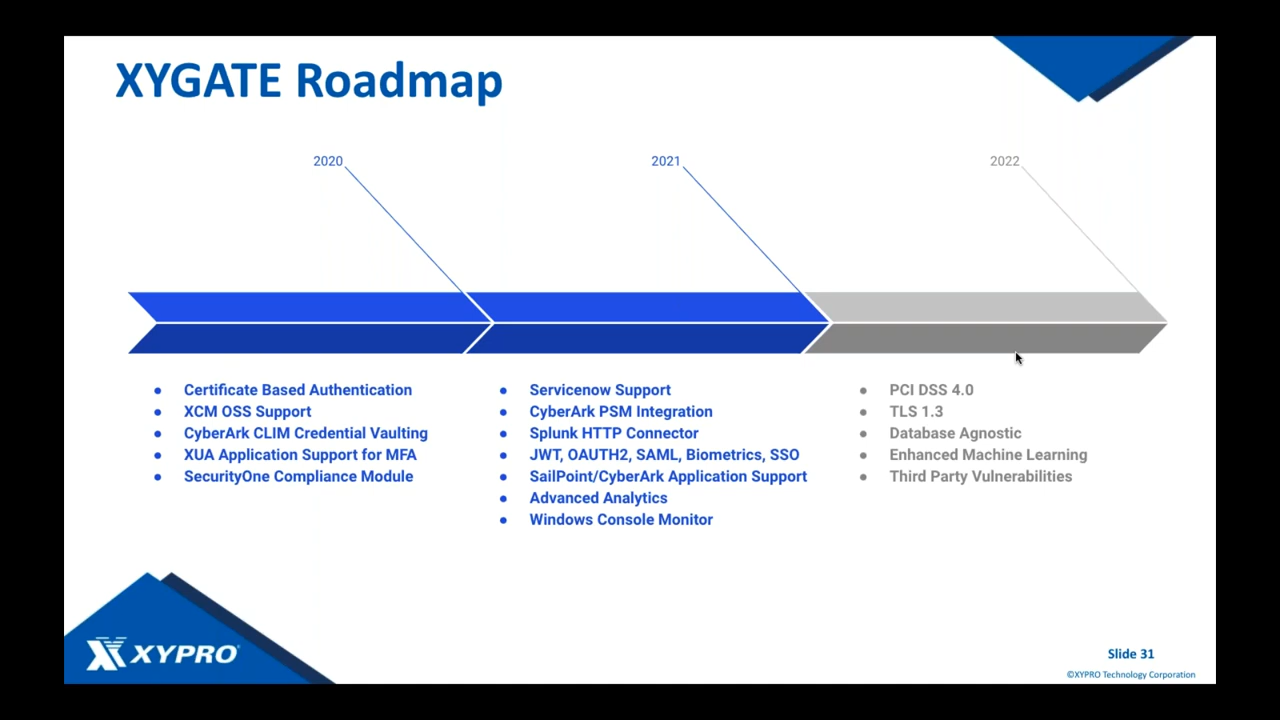 XYGATE Roadmap
2020
2021
2022
● Certificate Based Authentication
● XCM OSS Support
● CyberArk CLIM Credential Vaulting
● XUA Application Support for MFA
● SecurityOne Compliance Module
● Servicenow Support
● CyberArk PSM Integration
● Splunk HTTP Connector
● JWT, OAUTH2, SAML, Biometrics, SSO
● SailPoint/CyberArk Application Support
● Advanced Analytics
● Windows Console Monitor
● PCI DSS 4.0
● TLS 1.3
● Database Agnostic
● Enhanced Machine Learning
● Third Party Vulnerabilities
XYPRO®
Slide 31
©XYPRO Technology Corporation